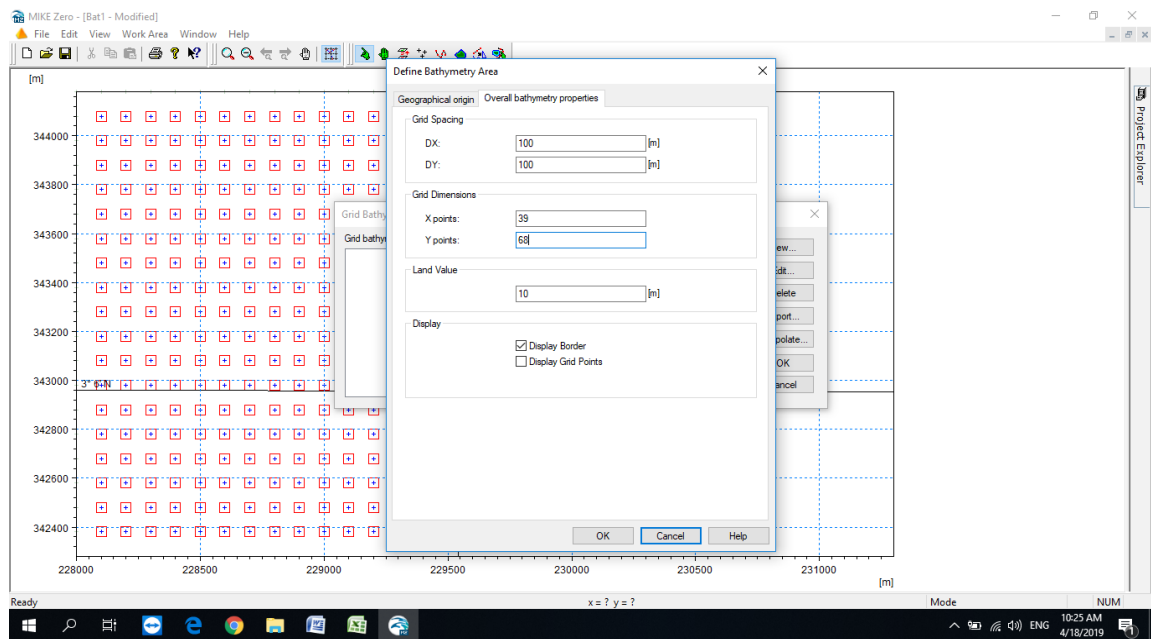 MIKE Zero - [Bat1 - Modified]
File Edit View Work Area Window Help
[m]
Define Bathymetry Area
Geographical origin Overall bathymetry properties
Grid Spacing
DX: 100 [m]
DY: 100 [m]
Grid Dimensions
X points: 39
Y points: 68
Land Value
10 [m]
Display
Display Border
Display Grid Points
OK Cancel Help
Grid Bathy
Grid bathy
ew...
dit...
elete
port...
polate...
OK
ancel
344000
343800
343600
343400
343200
343000
342800
342600
342400
228000 228500 229000 229500 230000 230500 231000
[m]
Project Explorer
Ready x = ? y = ? Mode NUM
ENG 10:25 AM
4/18/2019